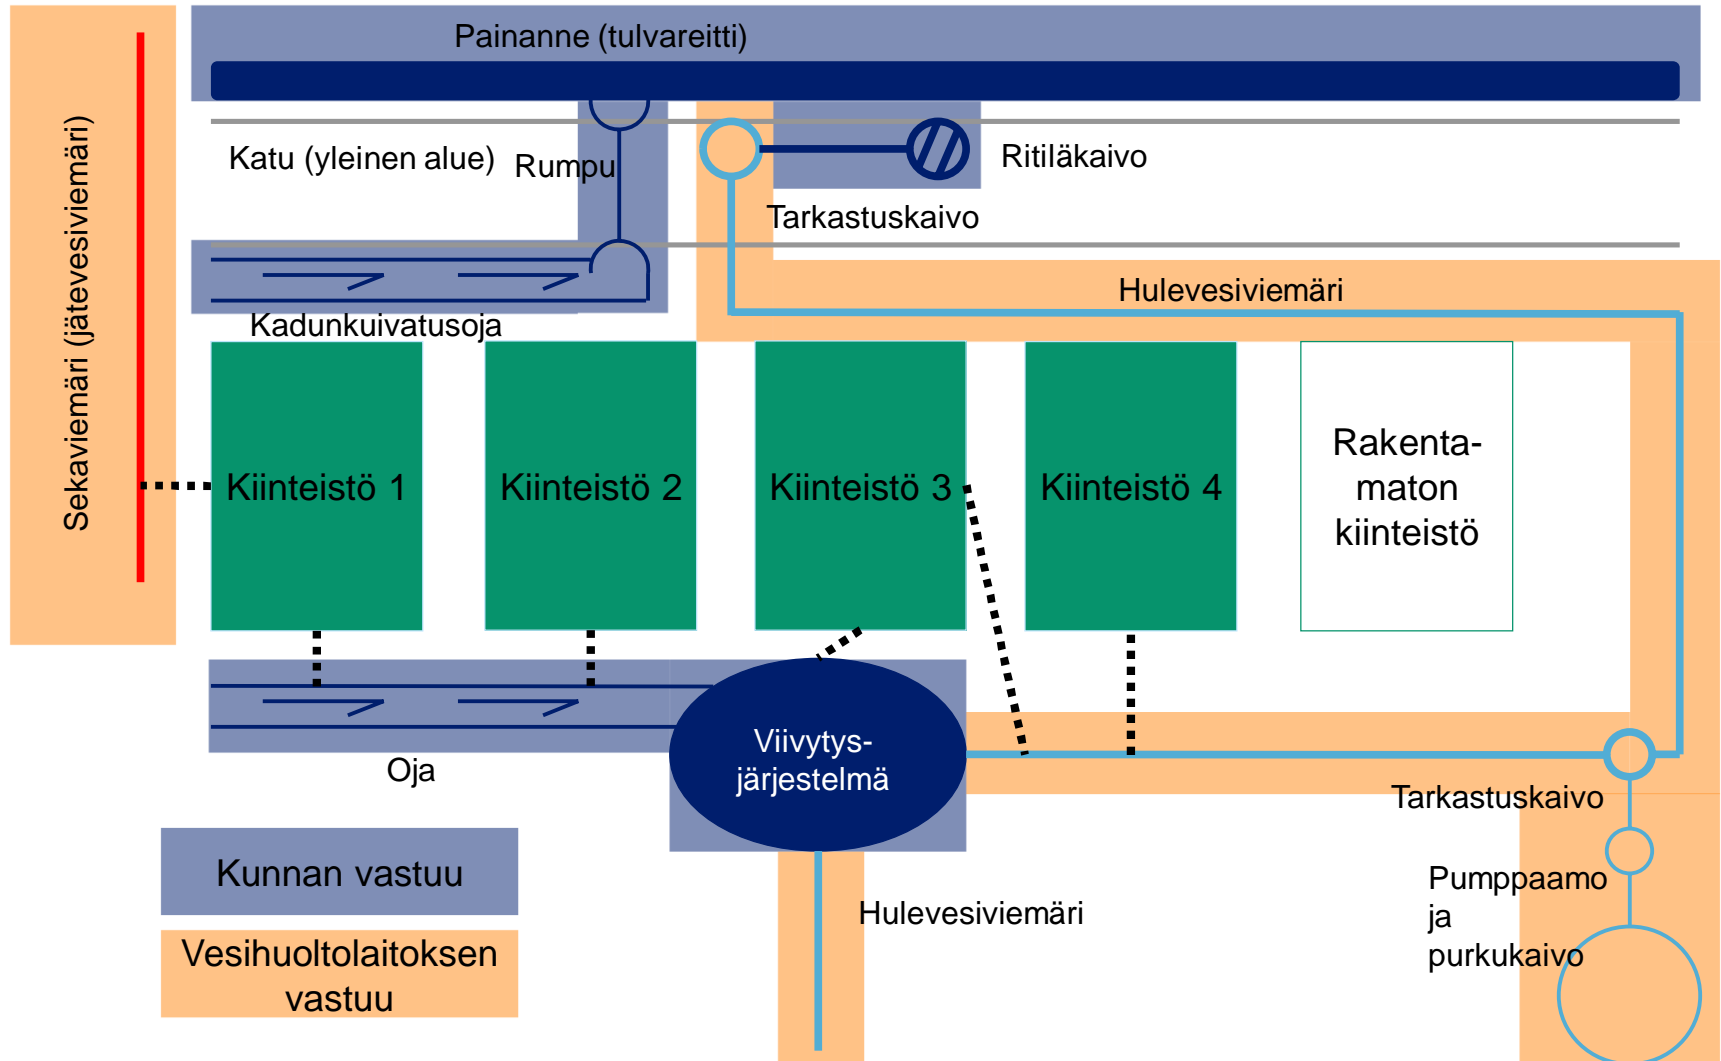 Painanne (tulvareitti)
Sekaviemäri (jätevesiviemäri)
Katu (yleinen alue)
Rumpu
Ritiläkaivo
Tarkastuskaivo
Hulevesiviemäri
Kadunkuivatusoja
Kiinteistö 1
Kiinteistö 2
Kiinteistö 3
Kiinteistö 4
Rakenta-
maton
kiinteistö
Viivytys-
järjestelmä
Oja
Tarkastuskaivo
Kunnan vastuu
Pumppaamo
ja
purkukaivo
Hulevesiviemäri
Vesihuoltolaitoksen
vastuu